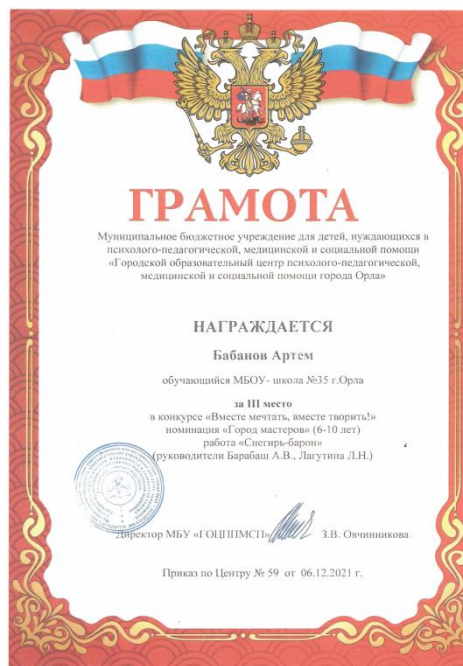 ГРАМОТА
Муниципальное бюджетное учреждение для детей, нуждающихся в
психолого-педагогической, медицинской и социальной помощи
«Городской образовательный центр психолого-педагогической,
медицинской и социальной помощи города Орла»
НАГРАЖДАЕТСЯ
Бабанов Артем
обучающийся МБОУ- школа №35 г.Орла
за III место
в конкурсе «Вместе мечтать, вместе творить!»
номинация «Город мастеров» (6-10 лет)
работа «Снегирь-барон»
(руководители Барабаш А.В., Лагутина Л.Н.)
Директор МБУ «ГОЦППМСП» З.В. Овчинникова
Приказ по Центру № 59 от 06.12.2021 г.